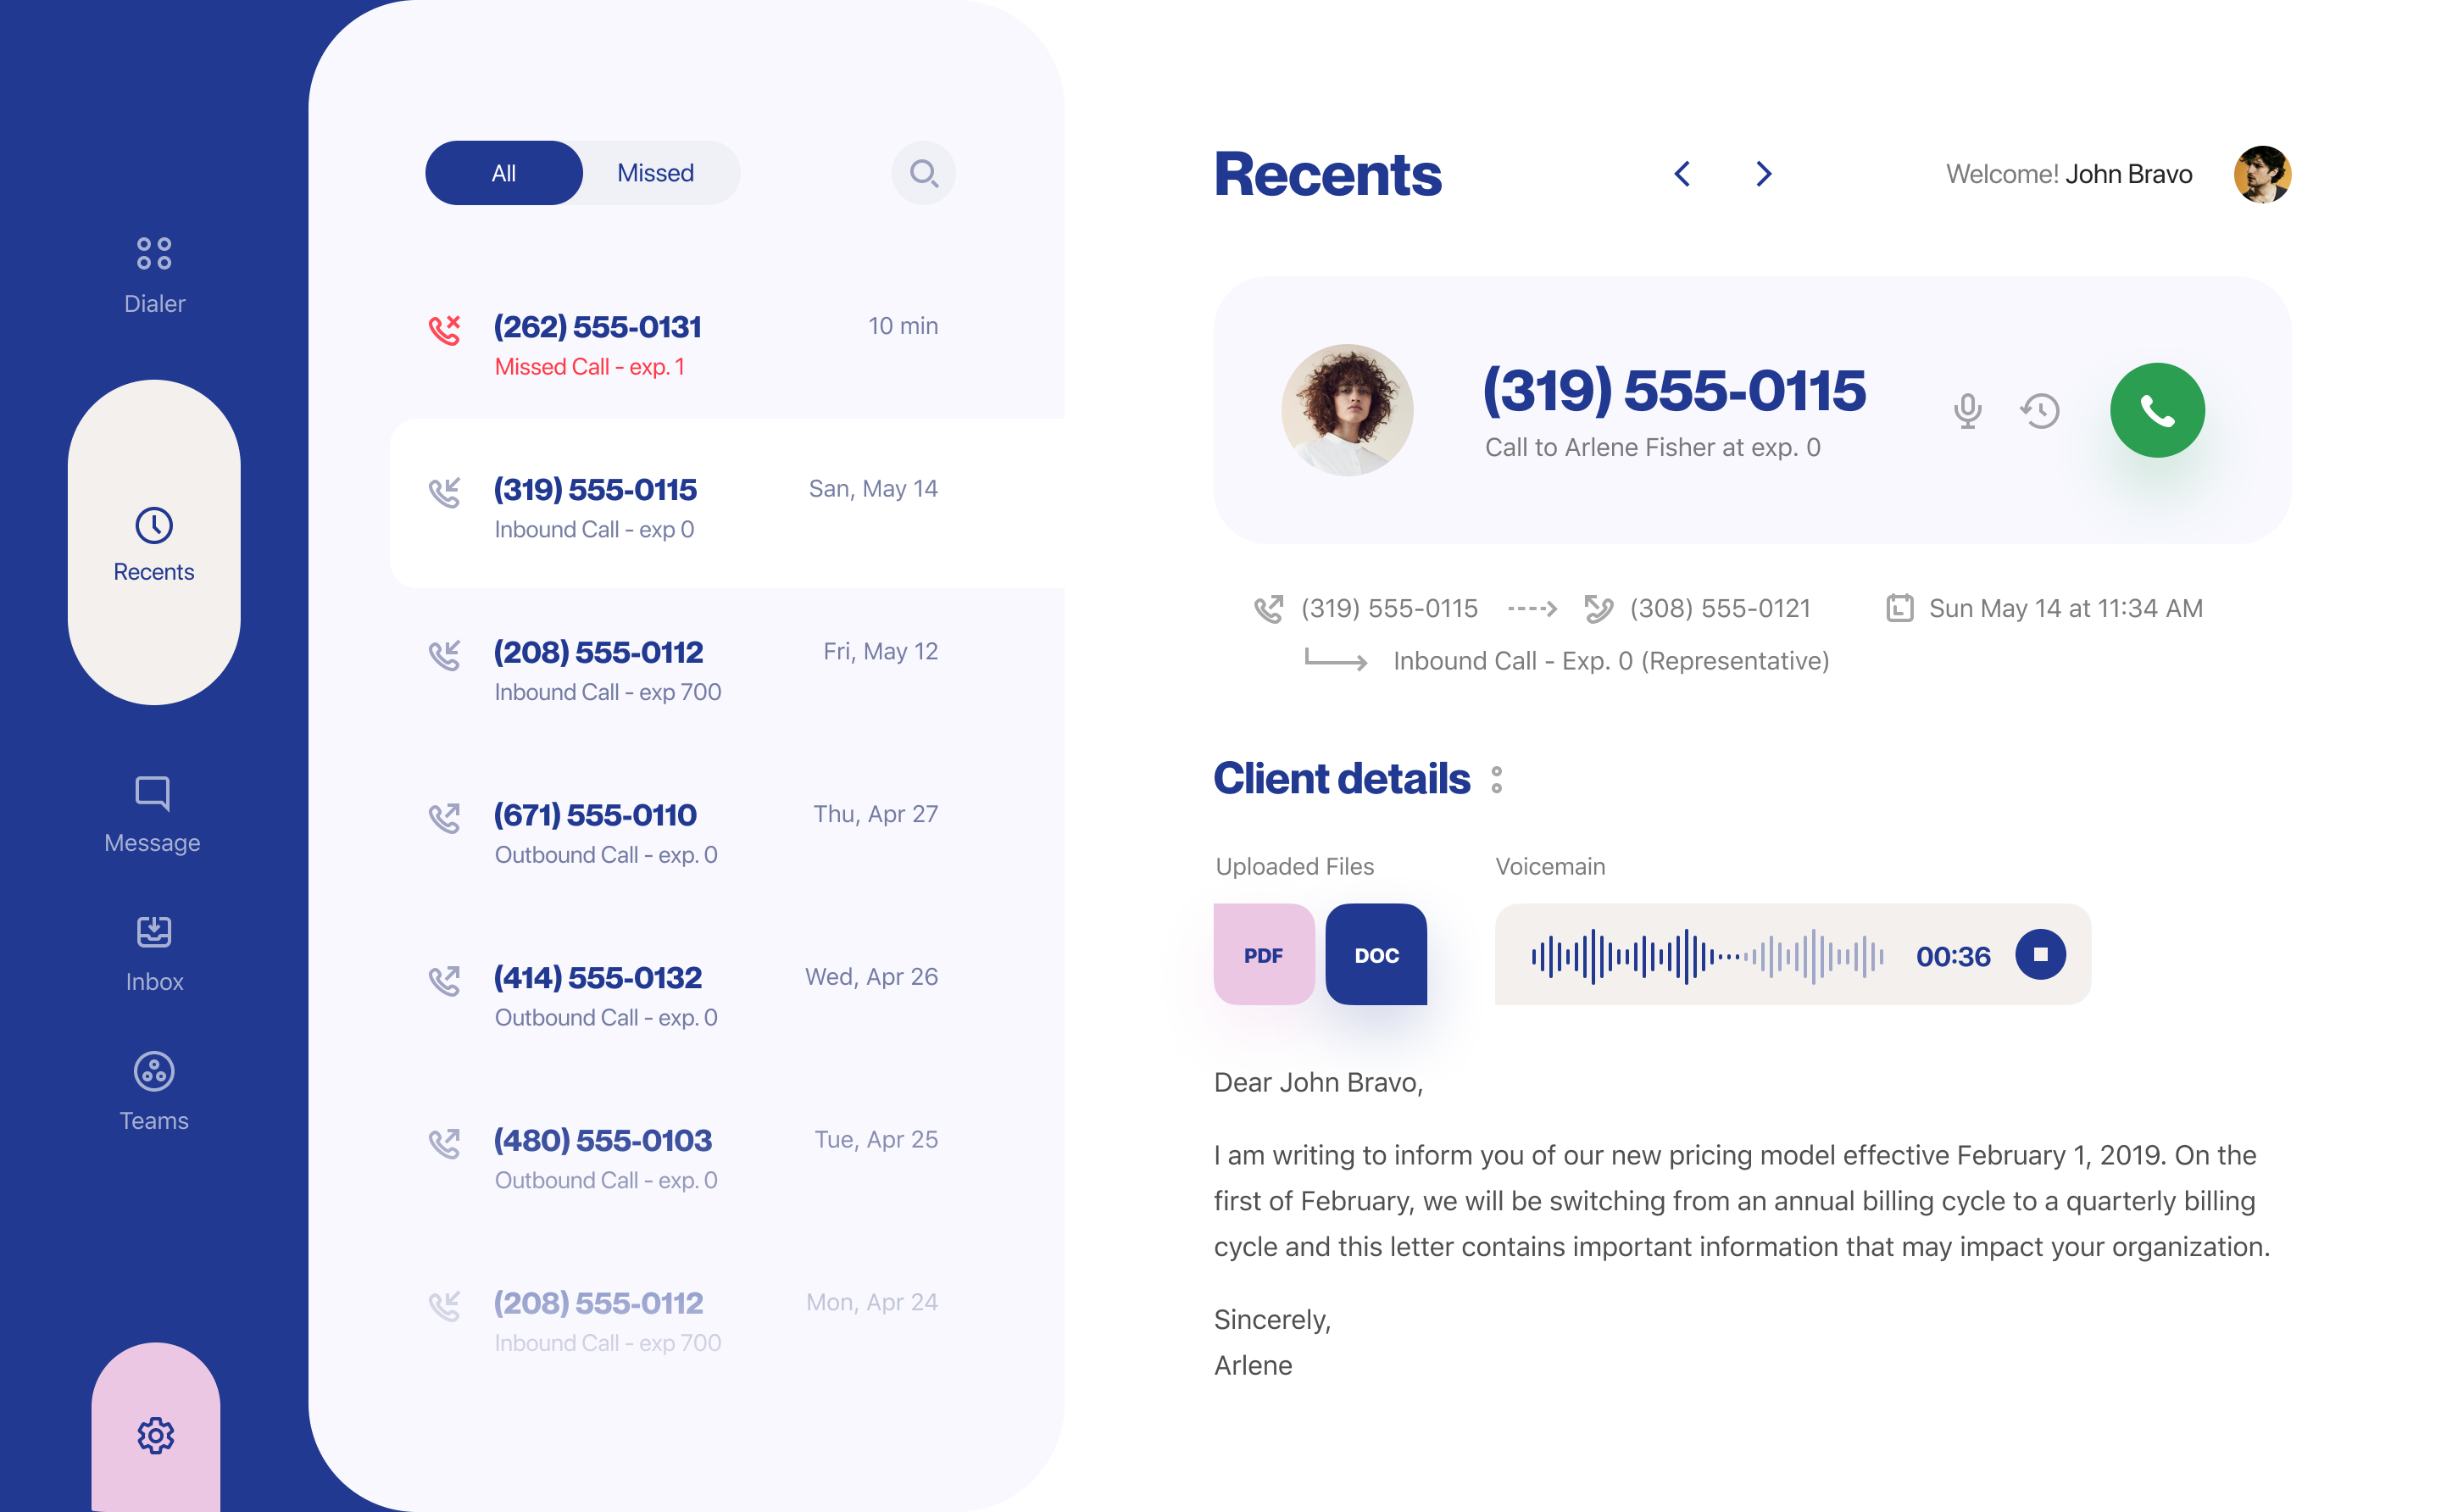 Dialer
Recents
Message
Inbox
Teams
All
Missed
(262) 555-0131
10 min
Missed Call - exp. 1
(319) 555-0115
San, May 14
Inbound Call - exp 0
(208) 555-0112
Fri, May 12
Inbound Call - exp 700
(671) 555-0110
Thu, Apr 27
Outbound Call - exp. 0
(414) 555-0132
Wed, Apr 26
Outbound Call - exp. 0
(480) 555-0103
Tue, Apr 25
Outbound Call - exp. 0
(208) 555-0112
Mon, Apr 24
Inbound Call - exp 700
Recents
Welcome! John Bravo
(319) 555-0115
Call to Arlene Fisher at exp. 0
(319) 555-0115
(308) 555-0121
Sun May 14 at 11:34 AM
Inbound Call - Exp. 0 (Representative)
Client details
Uploaded Files
Voicemain
PDF
DOC
00:36
Dear John Bravo,
I am writing to inform you of our new pricing model effective February 1, 2019. On the
first of February, we will be switching from an annual billing cycle to a quarterly billing
cycle and this letter contains important information that may impact your organization.
Sincerely,
Arlene